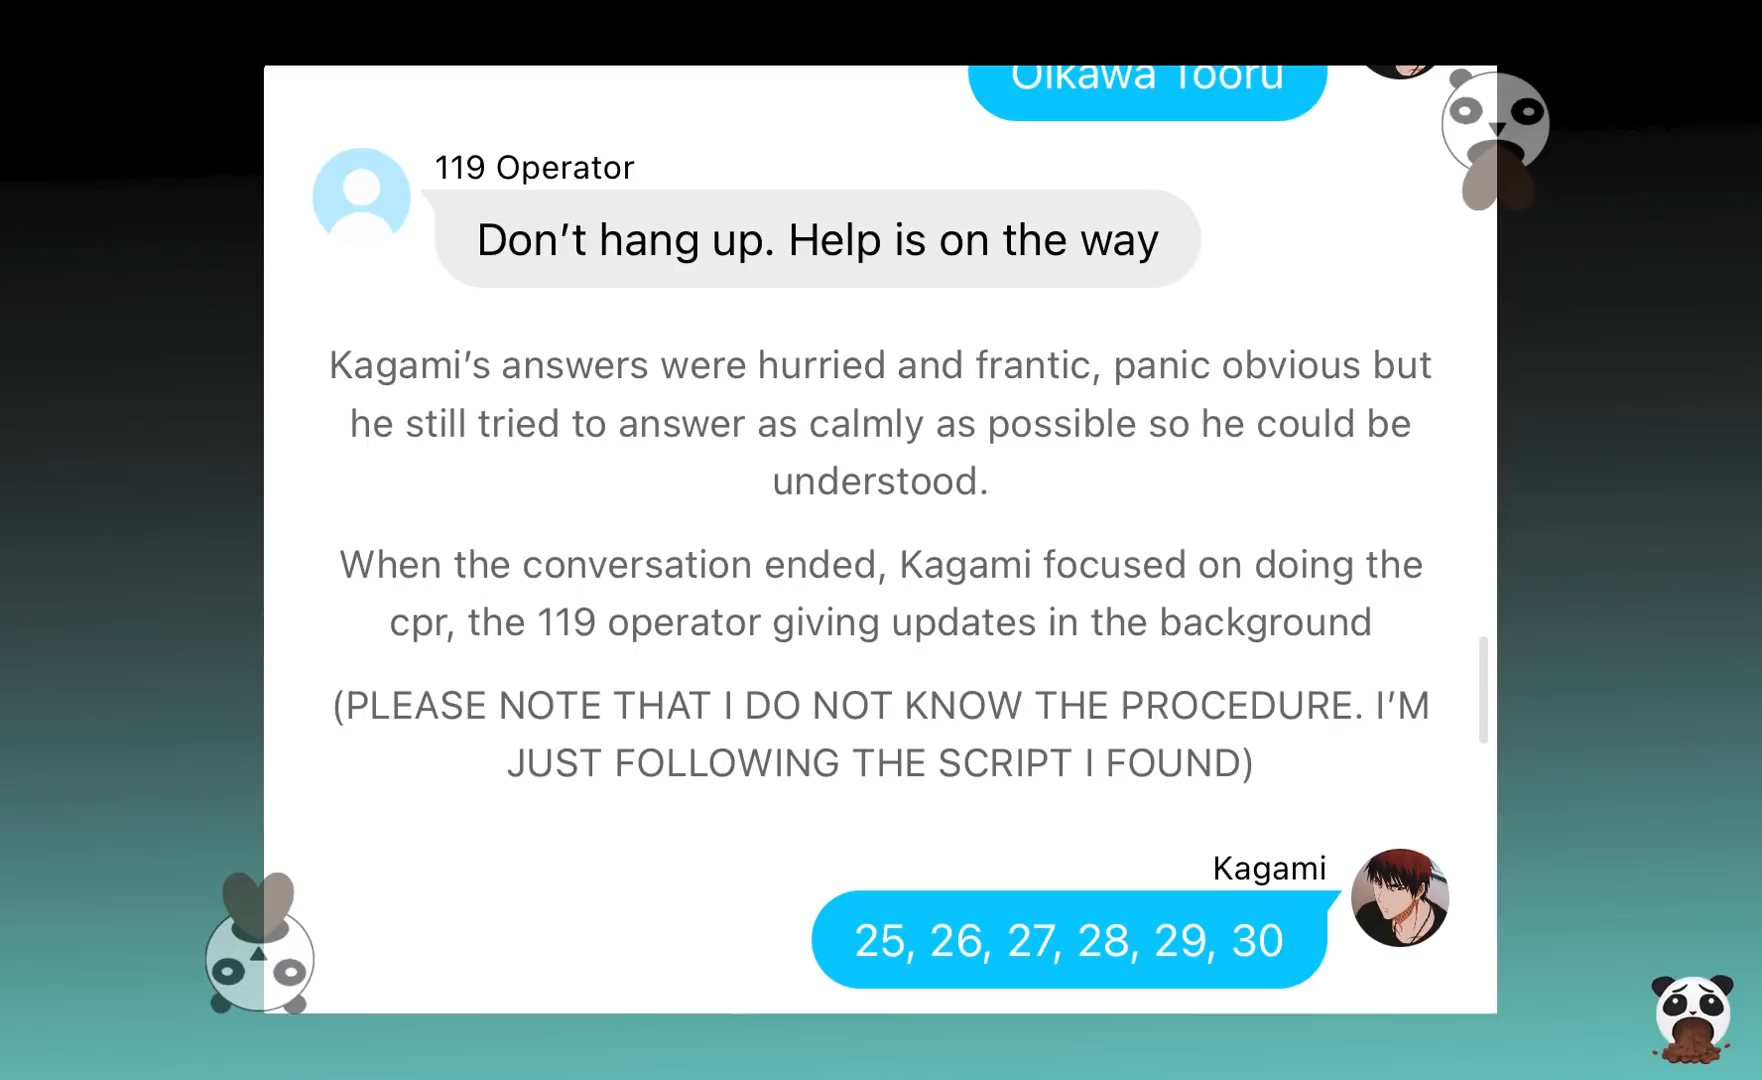 Oikawa Tooru
119 Operator
Don’t hang up. Help is on the way
Kagami’s answers were hurried and frantic, panic obvious but
he still tried to answer as calmly as possible so he could be
understood.
When the conversation ended, Kagami focused on doing the
cpr, the 119 operator giving updates in the background
(PLEASE NOTE THAT I DO NOT KNOW THE PROCEDURE. I’M
JUST FOLLOWING THE SCRIPT I FOUND)
Kagami
25, 26, 27, 28, 29, 30